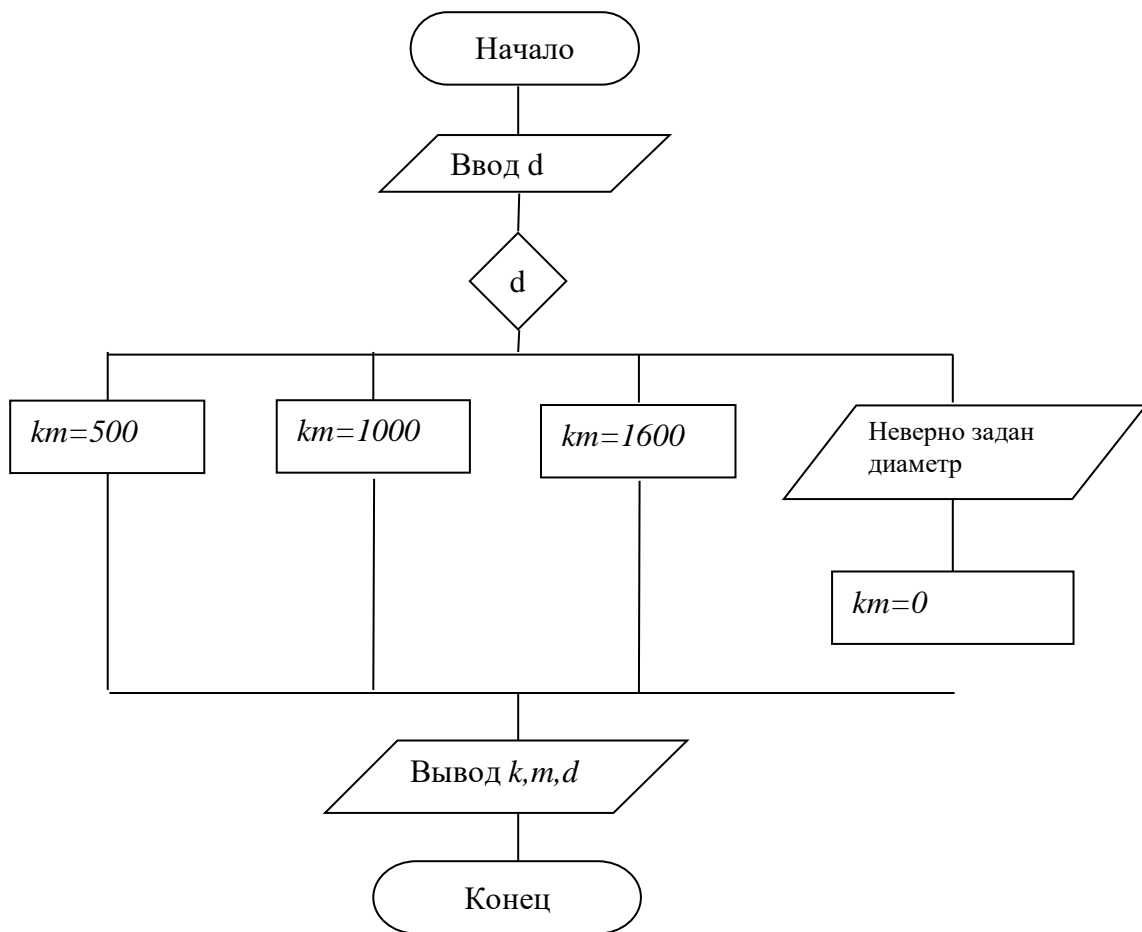 Начало
Ввод d
d
km=500
km=1000
km=1600
Неверно задан
диаметр
km=0
Вывод k,m,d
Конец